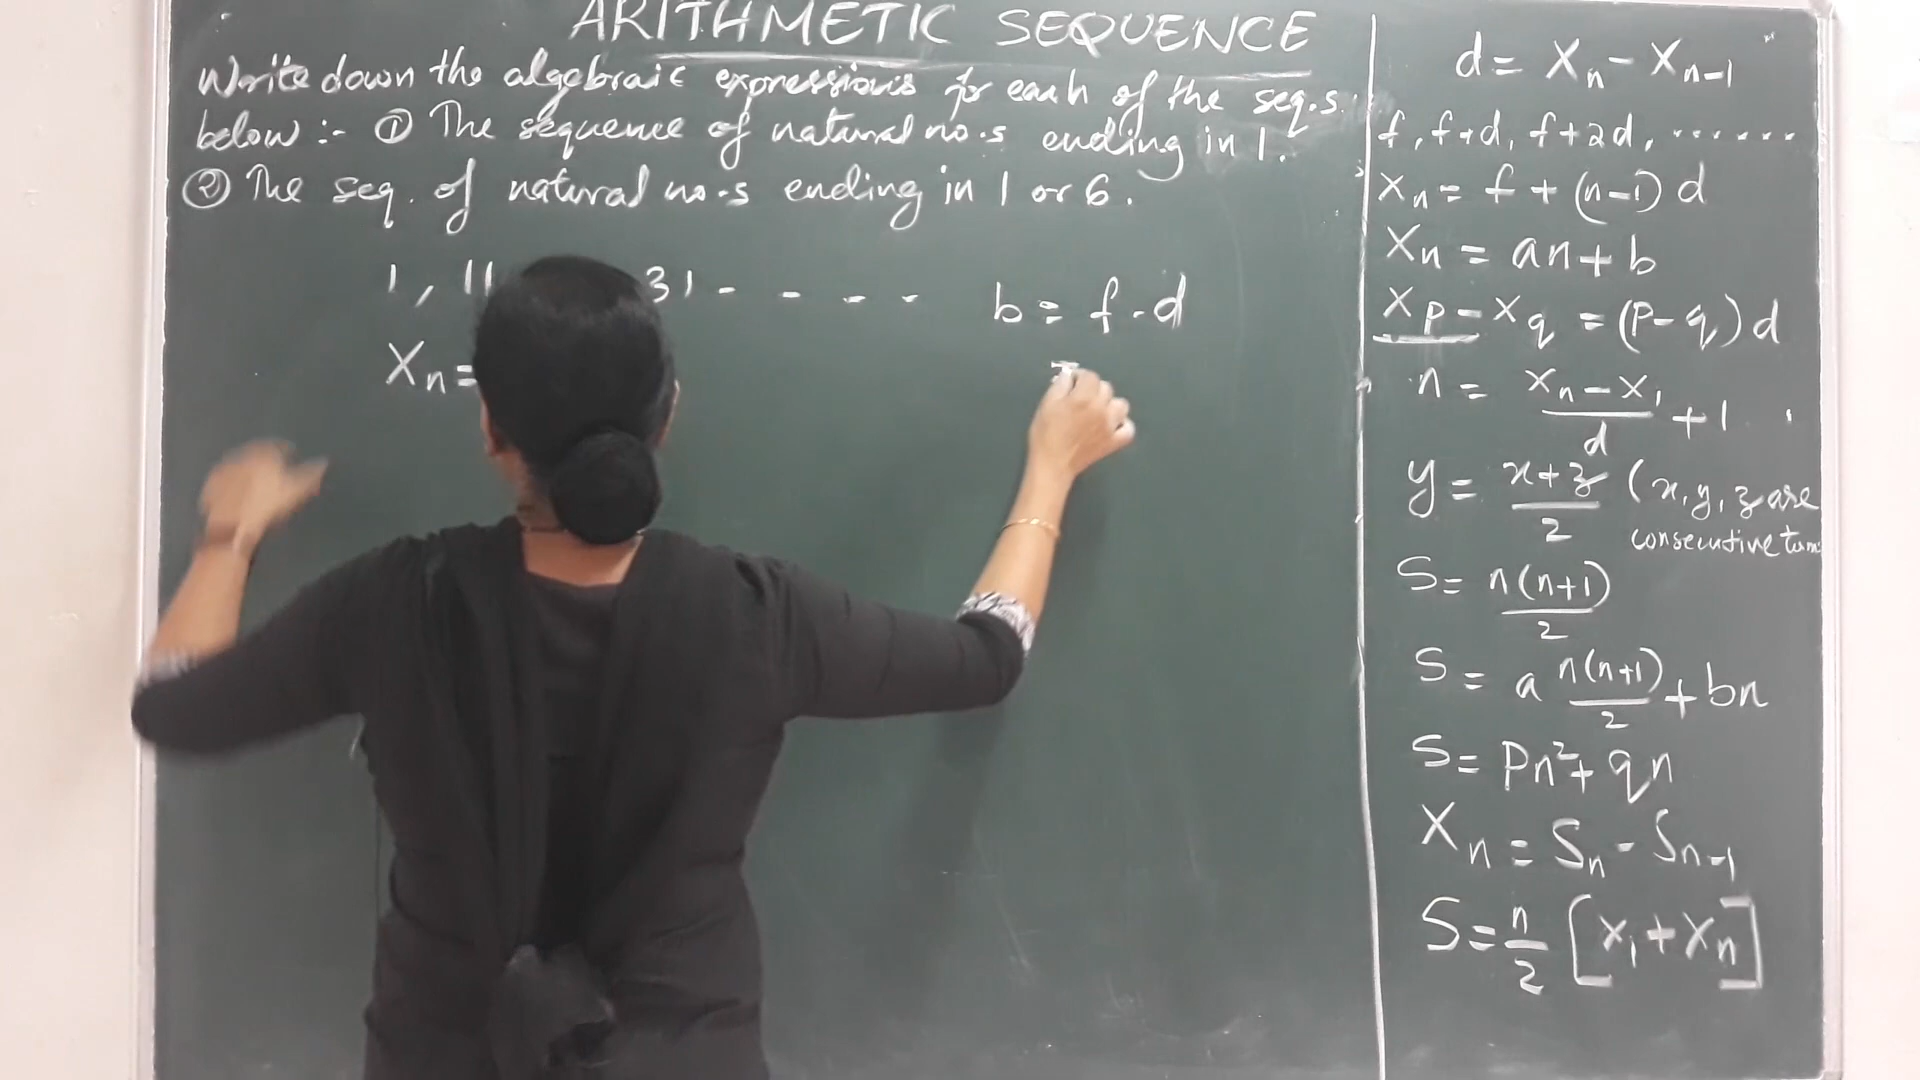 ARITHMETIC SEQUENCE
Write down the algebraic expressions for each of the seq.s
below :- ① The sequence of natural no.s ending in 1.
② The seq. of natural no.s ending in 1 or 6.
1, 11 31 - - - -
b = f - d
Xn =
=
d = Xn - Xn-1
f, f+d, f+2d, ......
Xn = f + (n-1) d
Xn = an + b
Xp - Xq = (p-q) d
n = (Xn - X1)/d + 1
y = (x+z)/2 (x, y, z are
consecutive terms
S = n(n+1)/2
S = a n(n+1)/2 + bn
S = pn² + qn
Xn = Sn - Sn-1
S = n/2 [X1 + Xn]